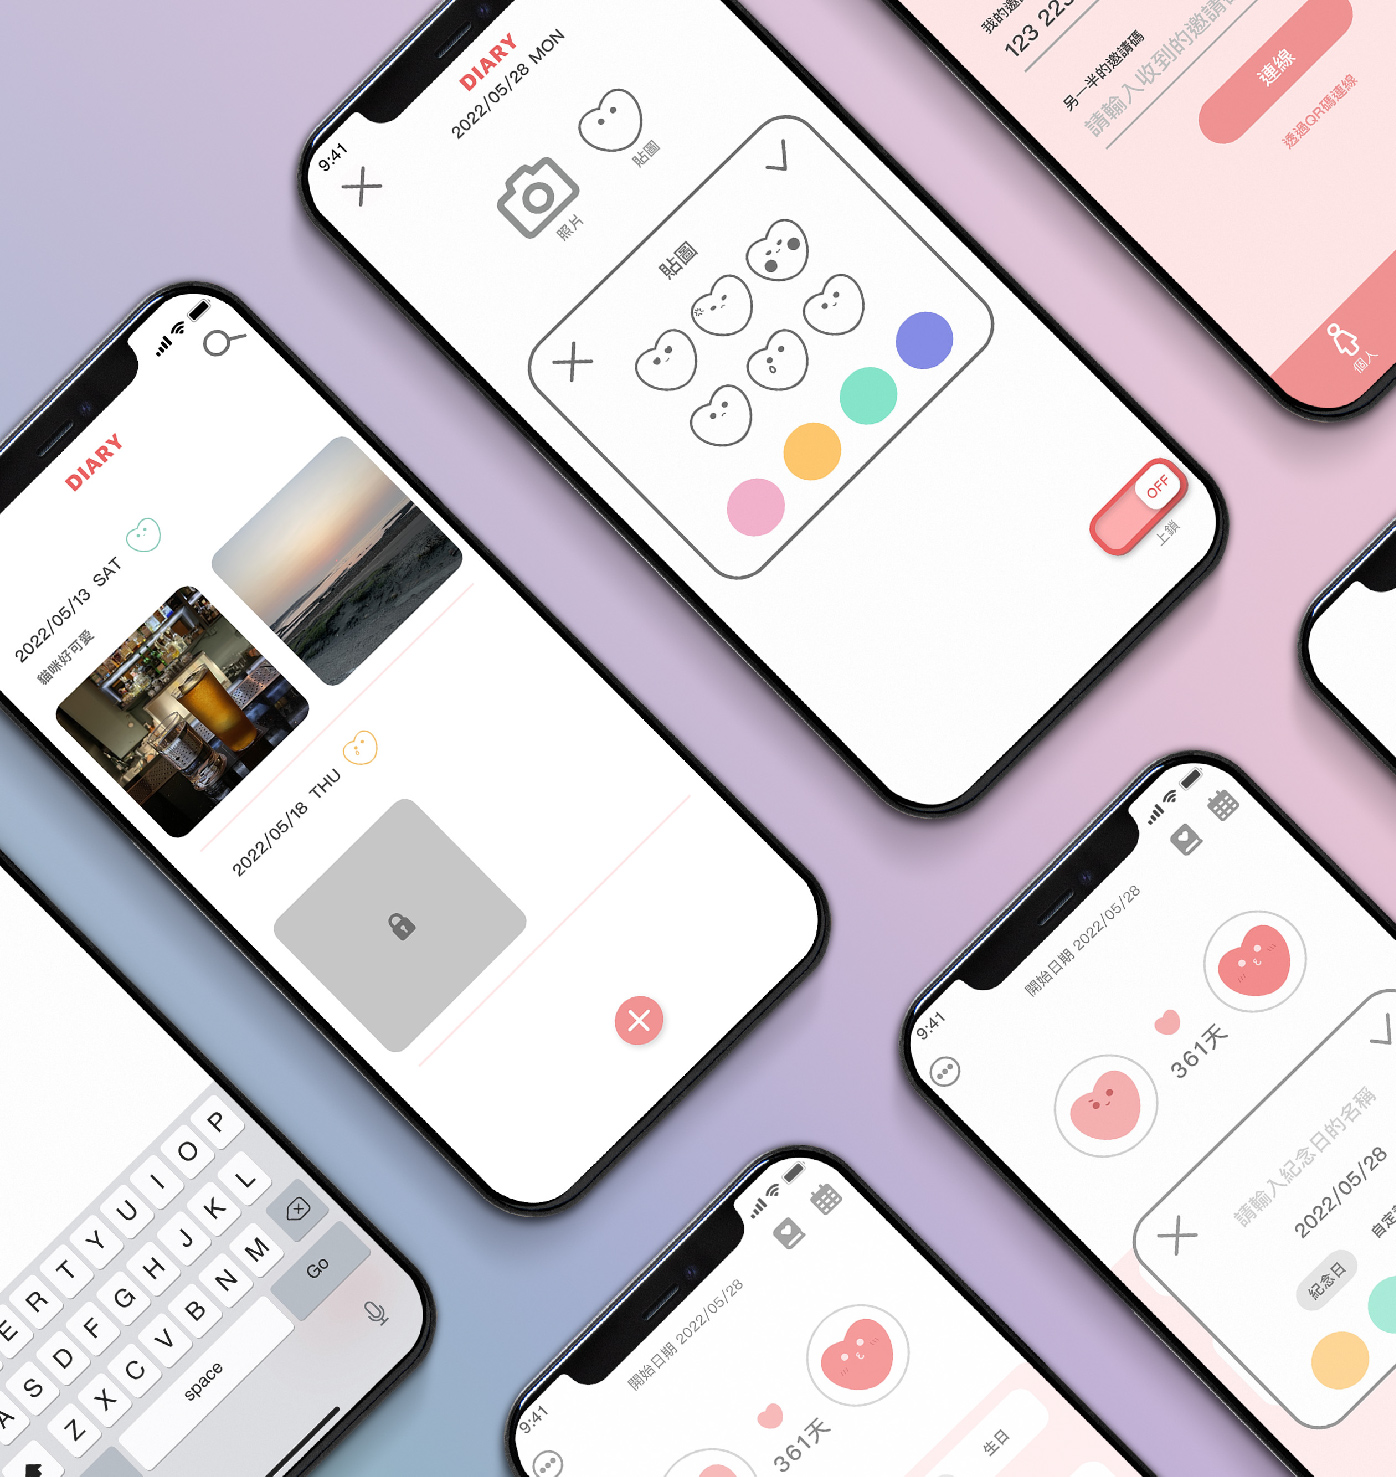 DIARY
2022/05/28 MON
9:41
照片
貼圖
貼圖
OFF
上鎖
我的邀
123 223
另一半的邀請碼
請輸入收到的邀請碼
連線
透過QR碼連線
個人
DIARY
2022/05/13 SAT
貓咪好可愛
2022/05/18 THU
9:41
開始日期 2022/05/28
361天
請輸入紀念日的名稱
2022/05/28
自定
紀念日
9:41
開始日期 2022/05/28
361天
生日
E R T Y U I O P
A S D F G H J K L
Z X C V B N M
space
Go